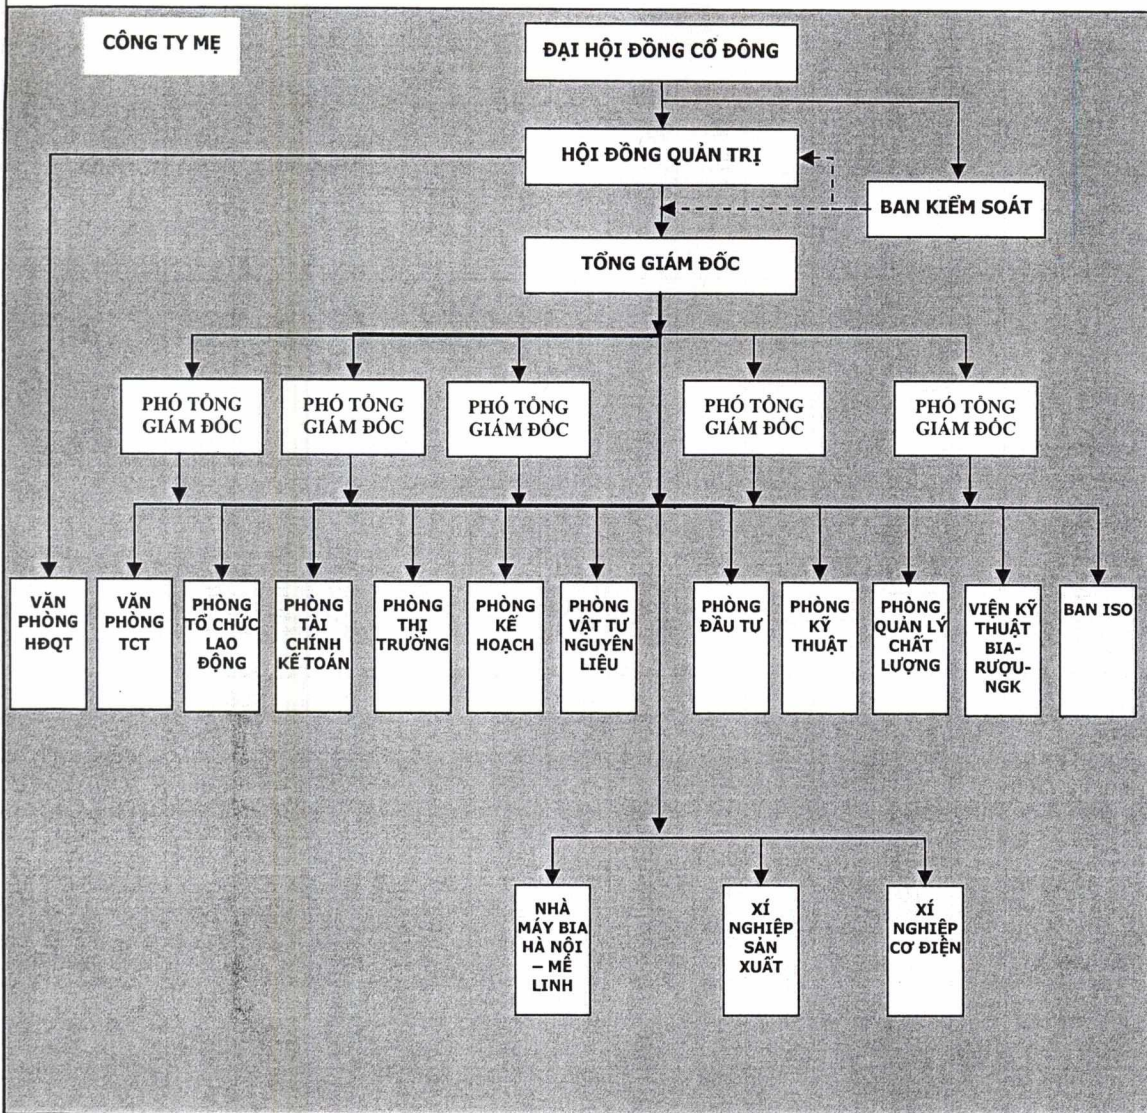 CÔNG TY MẸ
ĐẠI HỘI ĐỒNG CỔ ĐÔNG
HỘI ĐỒNG QUẢN TRỊ
BAN KIỂM SOÁT
TỔNG GIÁM ĐỐC
PHÓ TỔNG
GIÁM ĐỐC
PHÓ TỔNG
GIÁM ĐỐC
PHÓ TỔNG
GIÁM ĐỐC
PHÓ TỔNG
GIÁM ĐỐC
PHÓ TỔNG
GIÁM ĐỐC
VĂN
PHÒNG
HĐQT
VĂN
PHÒNG
TCT
PHÒNG
TỔ CHỨC
LAO
ĐỘNG
PHÒNG
TÀI
CHÍNH
KẾ TOÁN
PHÒNG
THỊ
TRƯỜNG
PHÒNG
KẾ
HOẠCH
PHÒNG
VẬT TƯ
NGUYÊN
LIỆU
PHÒNG
ĐẦU TƯ
PHÒNG
KỸ
THUẬT
PHÒNG
QUẢN LÝ
CHẤT
LƯỢNG
VIỆN KỸ
THUẬT
BIA-
RƯỢU-
NGK
BAN ISO
NHÀ
MÁY BIA
HÀ NỘI
– MÊ
LINH
XÍ
NGHIỆP
SẢN
XUẤT
XÍ
NGHIỆP
CƠ ĐIỆN